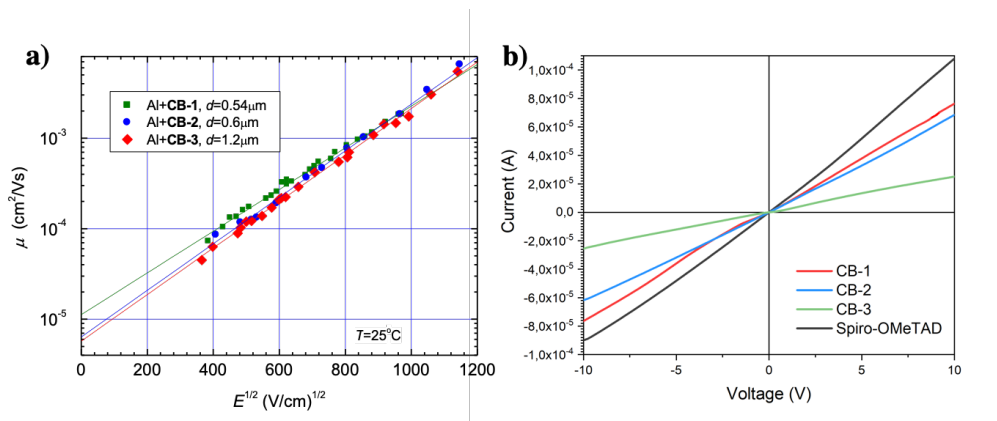 a)
μ (cm²/Vs)
10⁻³
10⁻⁴
10⁻⁵
Al+CB-1, d=0.54μm
Al+CB-2, d=0.6μm
Al+CB-3, d=1.2μm
T=25°C
0 200 400 600 800 1000 1200
E^1/2 (V/cm)^1/2
b)
Current (A)
1,0x10⁻⁴
8,0x10⁻⁵
6,0x10⁻⁵
4,0x10⁻⁵
2,0x10⁻⁵
0,0
-2,0x10⁻⁵
-4,0x10⁻⁵
-6,0x10⁻⁵
-8,0x10⁻⁵
-1,0x10⁻⁴
CB-1
CB-2
CB-3
Spiro-OMeTAD
-10 -5 0 5 10
Voltage (V)